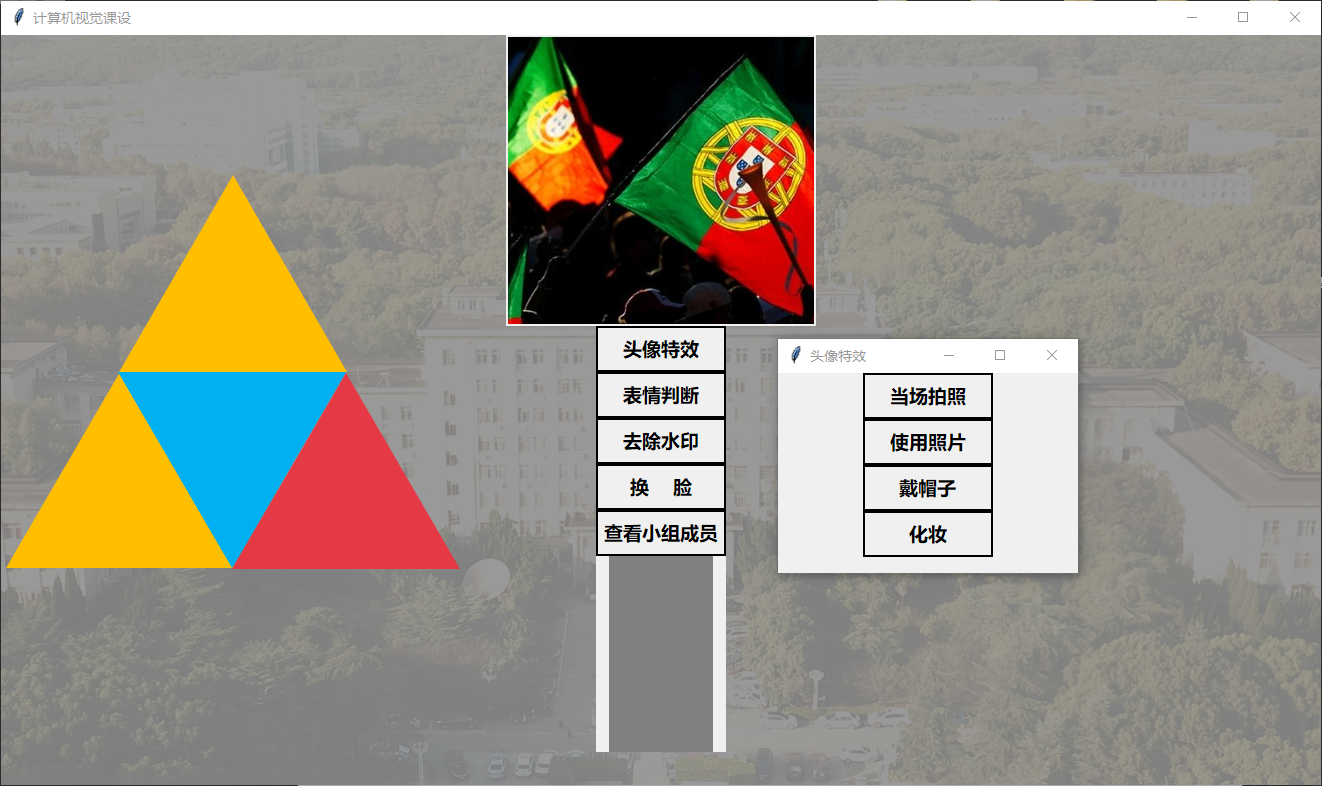 计算机视觉课设
头像特效
表情判断
去除水印
换 脸
查看小组成员
头像特效
当场拍照
使用照片
戴帽子
化妆